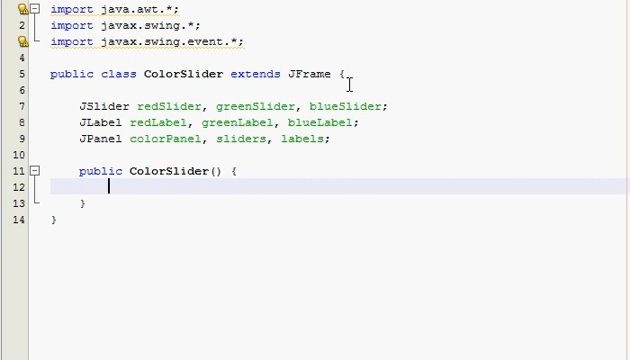 import java.awt.*;
2 import javax.swing.*;
import javax.swing.event.*;
4
5 public class ColorSlider extends JFrame {
6
7 JSlider redSlider, greenSlider, blueSlider;
8 JLabel redLabel, greenLabel, blueLabel;
9 JPanel colorPanel, sliders, labels;
10
11 public ColorSlider() {
12
13 }
14 }